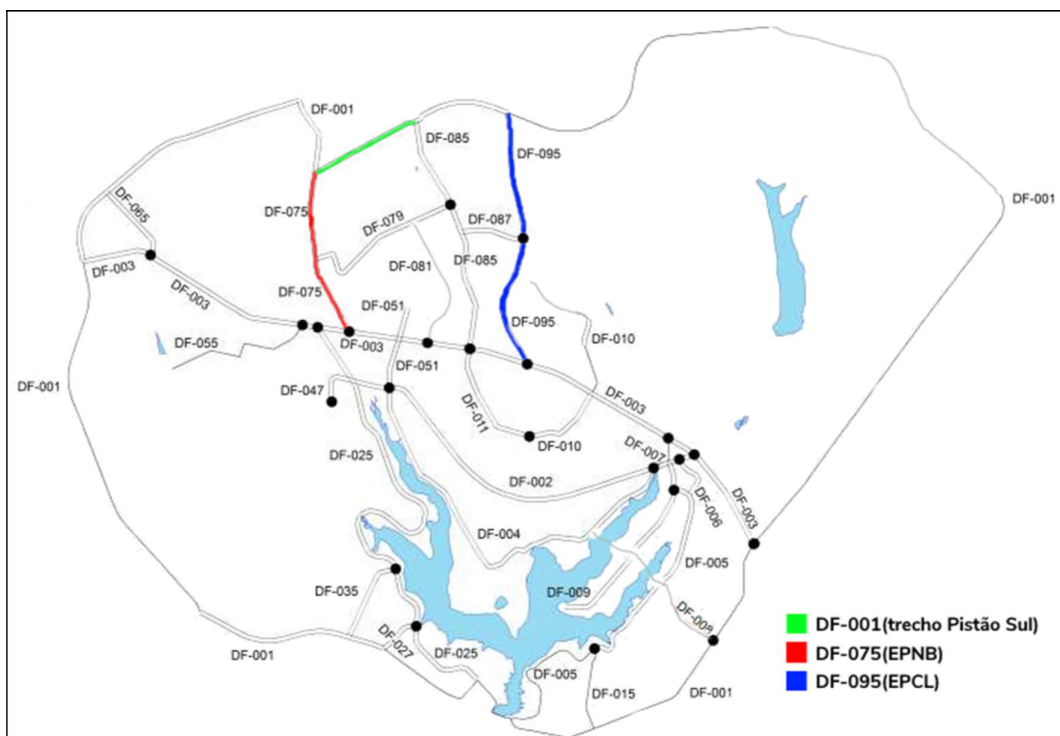 DF-001
DF-085
DF-095
DF-065
DF-075
DF-079
DF-087
DF-001
DF-003
DF-081
DF-085
DF-003
DF-075
DF-051
DF-003
DF-095
DF-010
DF-055
DF-051
DF-001
DF-047
DF-003
DF-011
DF-010
DF-025
DF-007
DF-002
DF-006
DF-003
DF-004
DF-005
DF-035
DF-009
DF-008
DF-001
DF-027
DF-025
DF-005
DF-015
DF-001
DF-001(trecho Pistão Sul)
DF-075(EPNB)
DF-095(EPCL)